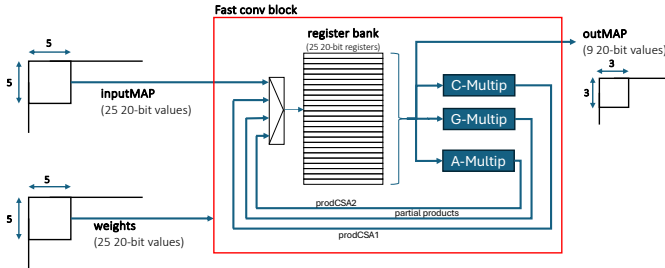 Fast conv block
5
5
inputMAP
(25 20-bit values)
register bank
(25 20-bit registers)
outMAP
(9 20-bit values)
3
3
C-Multip
G-Multip
A-Multip
5
5
weights
(25 20-bit values)
prodCSA2
partial products
prodCSA1